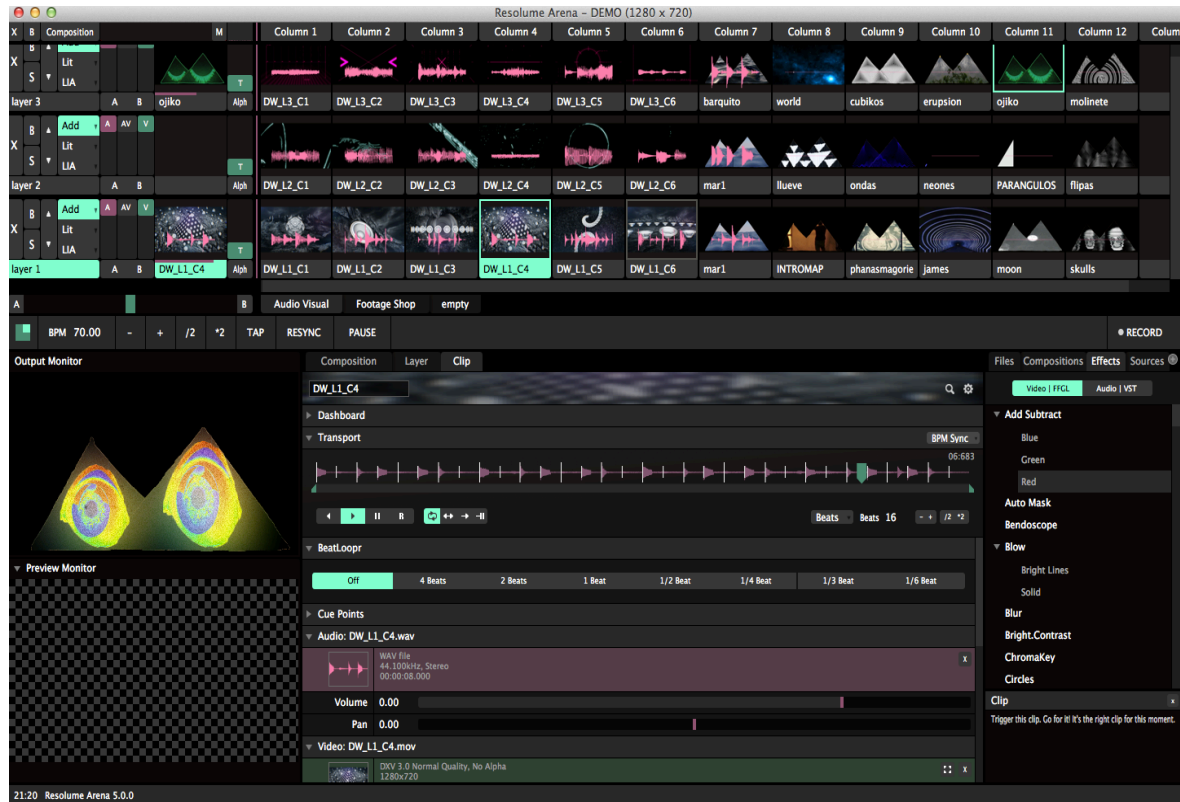 Resolume Arena - DEMO (1280 x 720)
X B Composition M Column 1 Column 2 Column 3 Column 4 Column 5 Column 6 Column 7 Column 8 Column 9 Column 10 Column 11 Column 12 Colum
B
X Lit
S LIA T
layer 3 A B ojiko Alph DW_L3_C1 DW_L3_C2 DW_L3_C3 DW_L3_C4 DW_L3_C5 DW_L3_C6 barquito world cubikos erupsion ojiko molinete
B Add A AV V
X Lit
S LIA T
layer 2 A B Alph DW_L2_C1 DW_L2_C2 DW_L2_C3 DW_L2_C4 DW_L2_C5 DW_L2_C6 mar1 llueve ondas neones PARANGULOS flipas
B Add A AV V
X Lit
S LIA T
layer 1 A B DW_L1_C4 Alph DW_L1_C1 DW_L1_C2 DW_L1_C3 DW_L1_C4 DW_L1_C5 DW_L1_C6 mar1 INTROMAP phanasmagorie james moon skulls
A B Audio Visual Footage Shop empty
BPM 70.00 - + /2 *2 TAP RESYNC PAUSE RECORD
Output Monitor
Preview Monitor
Composition Layer Clip
DW_L1_C4
Dashboard
Transport BPM Sync
06:683
R Beats Beats 16 - + /2 *2
BeatLoopr
Off 4 Beats 2 Beats 1 Beat 1/2 Beat 1/4 Beat 1/3 Beat 1/6 Beat
Cue Points
Audio: DW_L1_C4.wav
WAV file x
44.100kHz, Stereo
00:00:08.000
Volume 0.00
Pan 0.00
Video: DW_L1_C4.mov
DXV 3.0 Normal Quality, No Alpha x
1280x720
Files Compositions Effects Sources
Video | FFGL Audio | VST
Add Subtract
Blue
Green
Red
Auto Mask
Bendoscope
Blow
Bright Lines
Solid
Blur
Bright.Contrast
ChromaKey
Circles
Clip x
Trigger this clip. Go for it! It's the right clip for this moment.
21:20 Resolume Arena 5.0.0